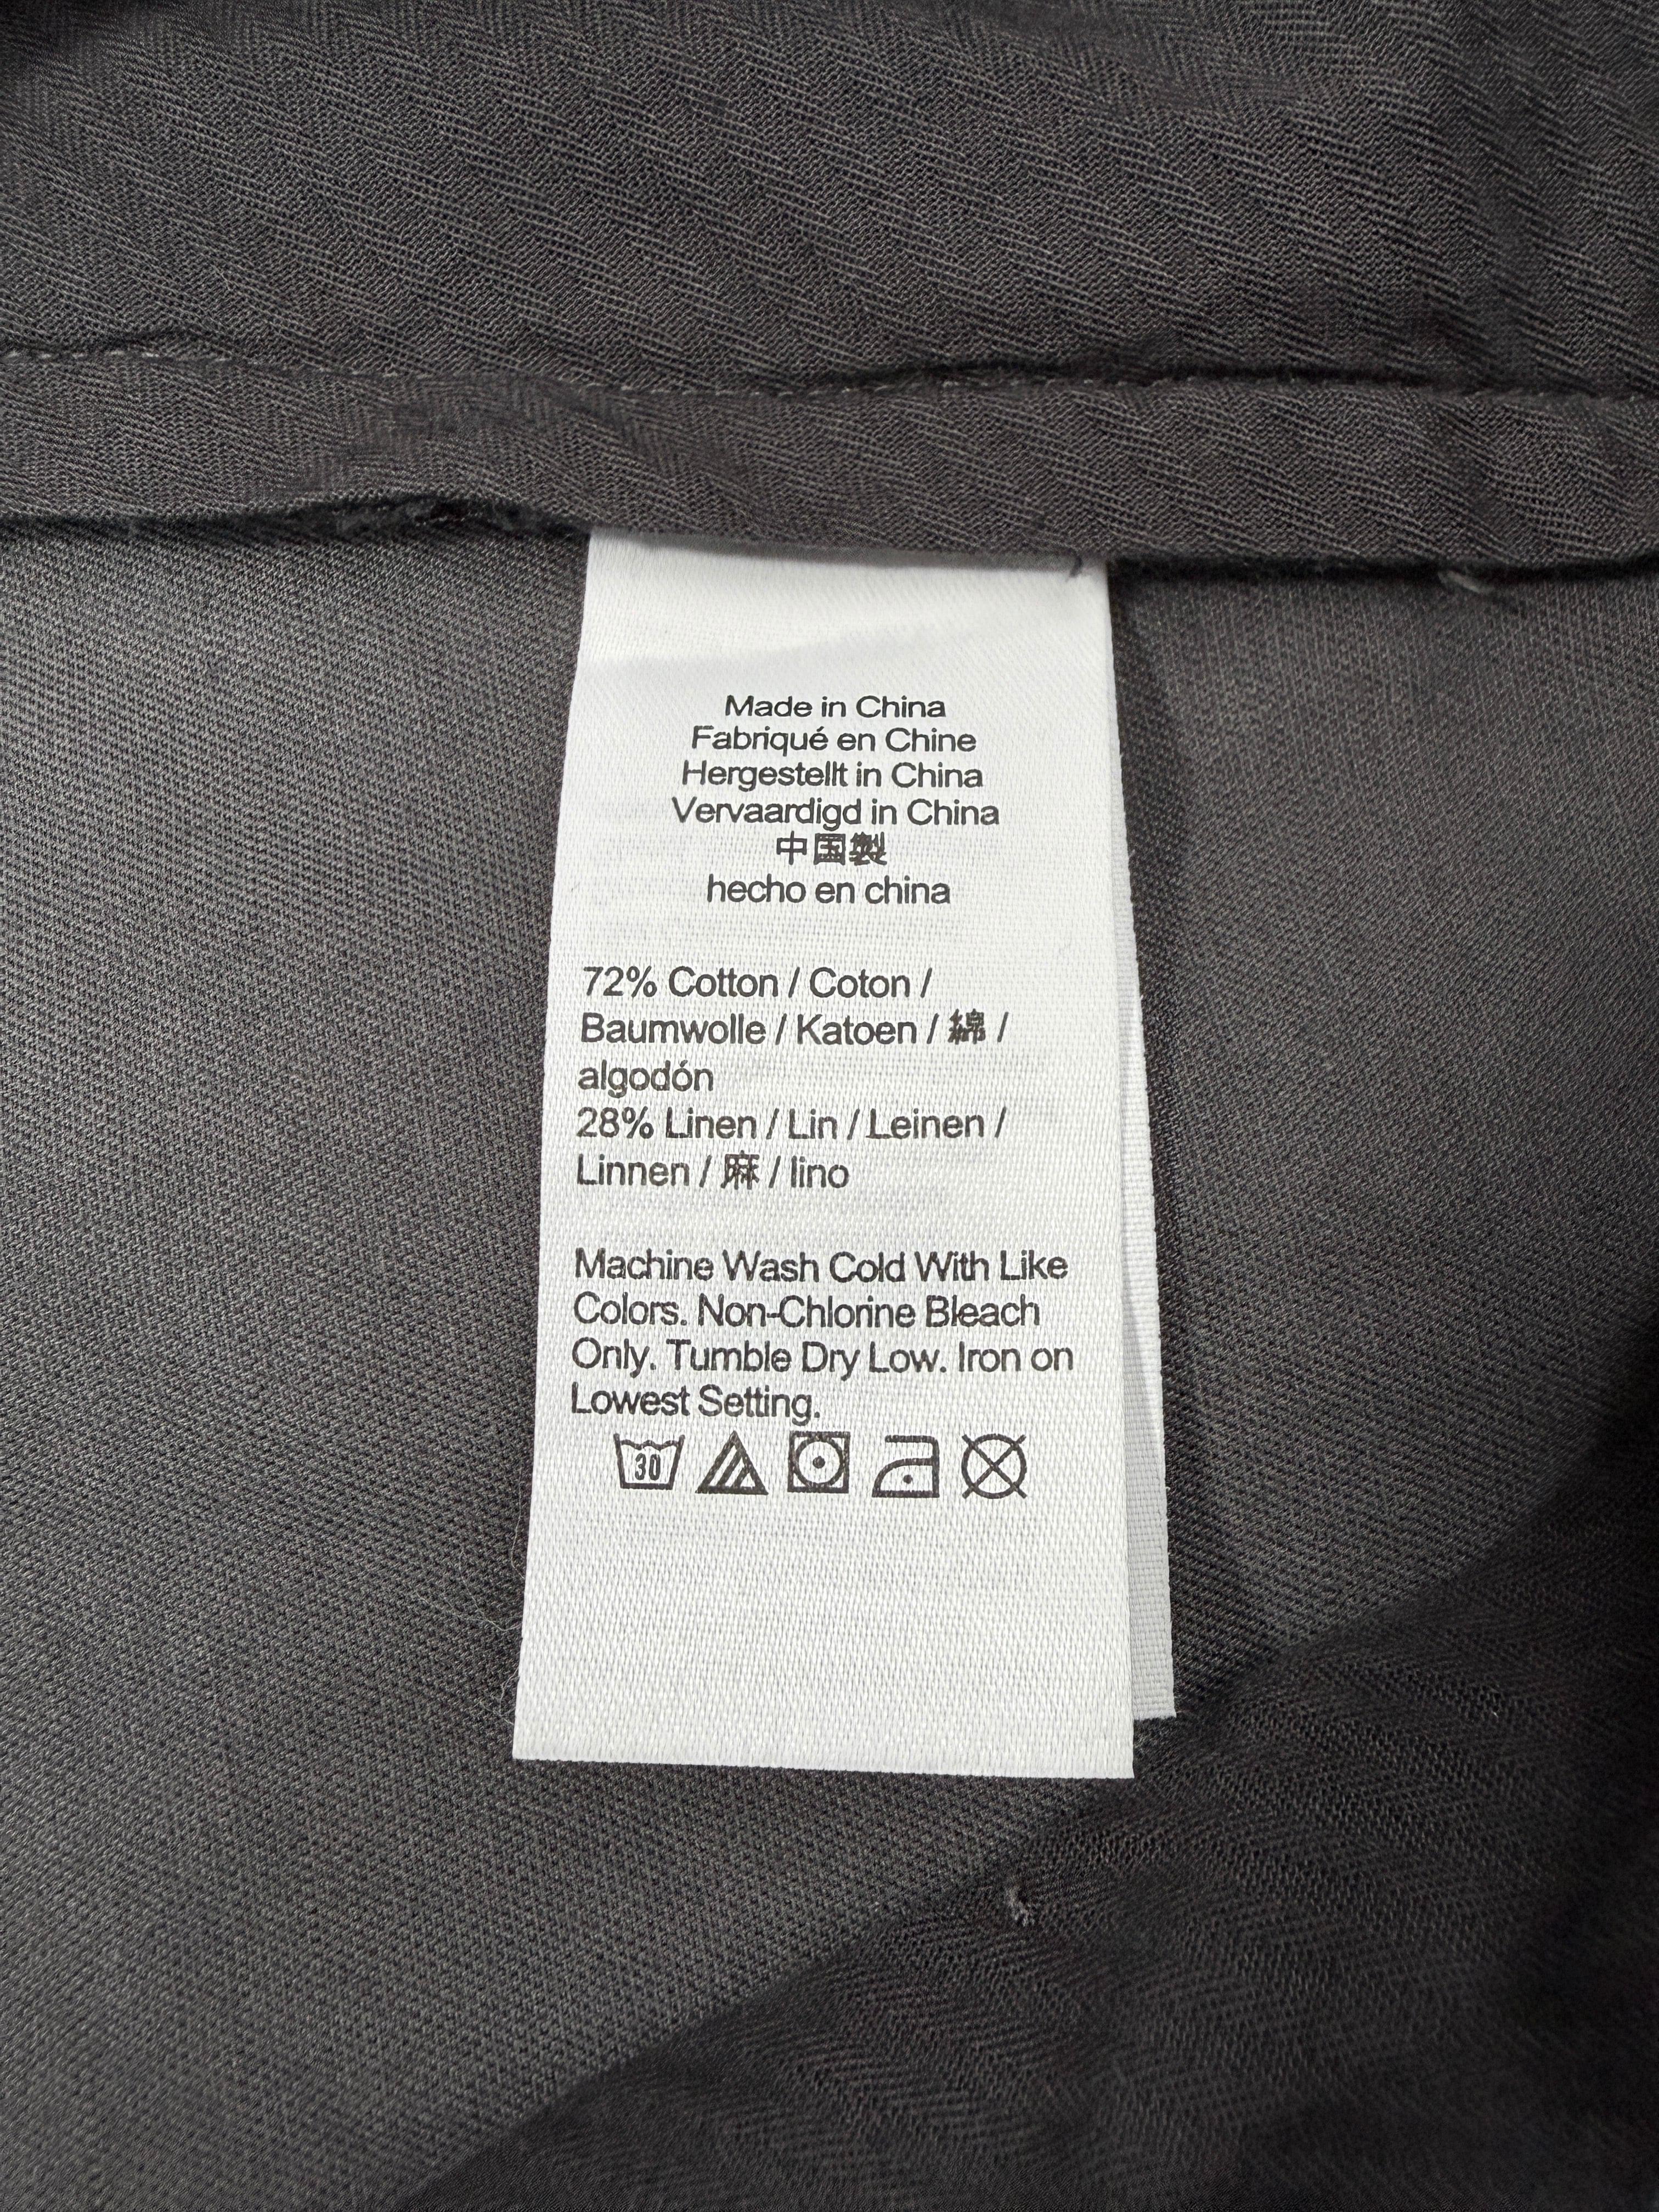 Made in China
Fabriqué en Chine
Hergestellt in China
Vervaardigd in China
中国製
hecho en china
72% Cotton / Coton /
Baumwolle / Katoen / 綿 /
algodón
28% Linen / Lin / Leinen /
Linnen / 麻 / lino
Machine Wash Cold With Like
Colors. Non-Chlorine Bleach
Only. Tumble Dry Low. Iron on
Lowest Setting.
30